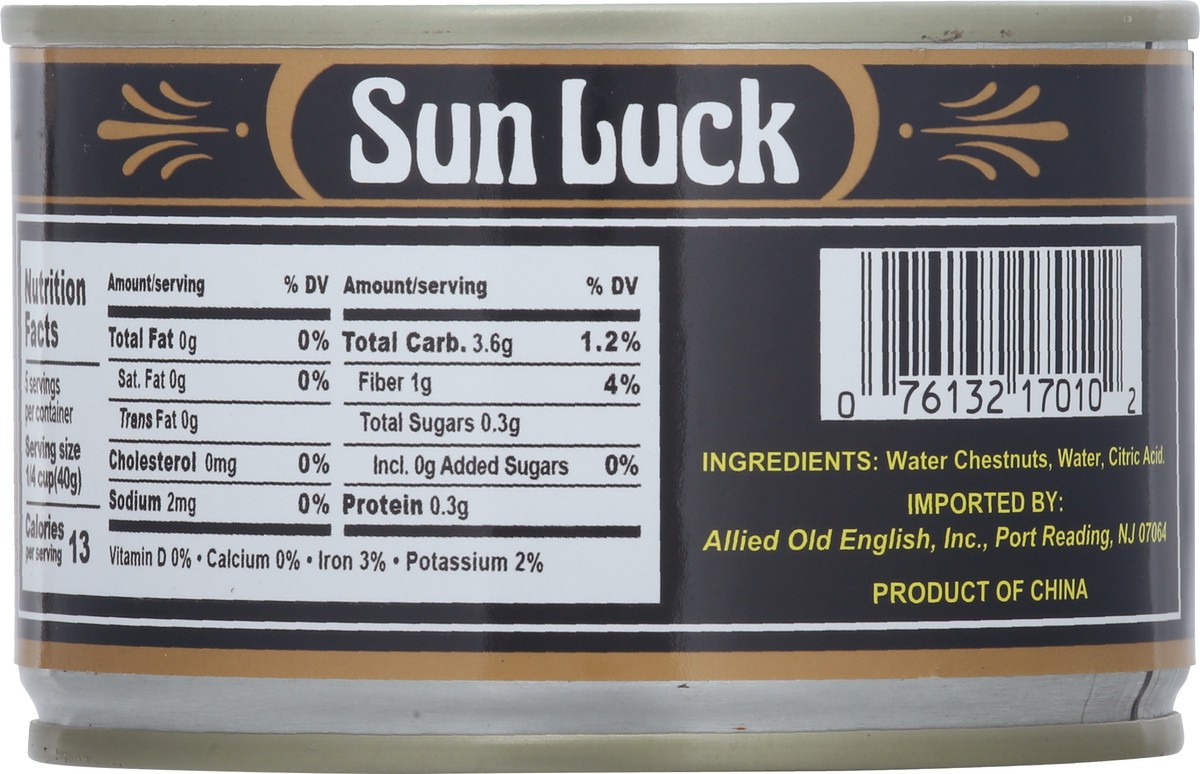 Sun Luck
Nutrition
Facts
5 servings
per container
Serving size
1/4 cup(40g)
Calories
per serving 13
Amount/serving % DV
Total Fat 0g 0%
Sat. Fat 0g 0%
Trans Fat 0g
Cholesterol 0mg 0%
Sodium 2mg 0%
Amount/serving % DV
Total Carb. 3.6g 1.2%
Fiber 1g 4%
Total Sugars 0.3g
Incl. 0g Added Sugars 0%
Protein 0.3g
Vitamin D 0% • Calcium 0% • Iron 3% • Potassium 2%
0 76132 17010 2
INGREDIENTS: Water Chestnuts, Water, Citric Acid.
IMPORTED BY:
Allied Old English, Inc., Port Reading, NJ 07064
PRODUCT OF CHINA